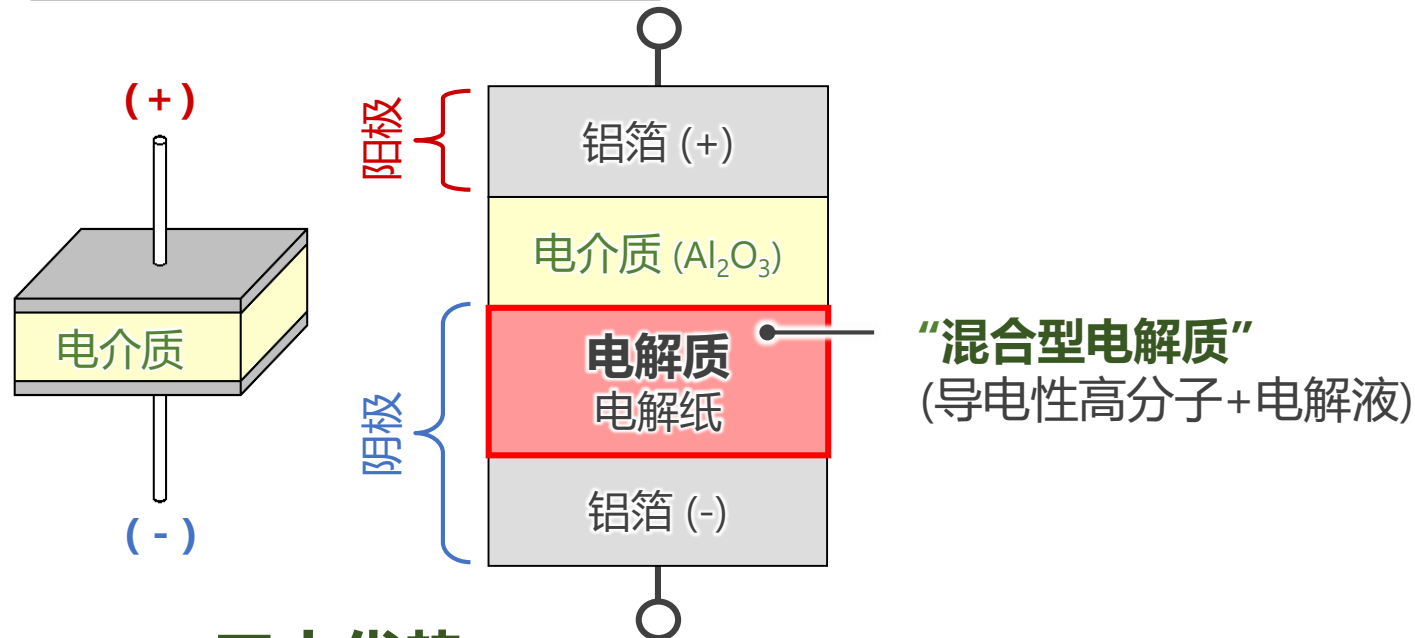 (+)
电介质
(-)
阳极
铝箔 (+)
电介质 (Al₂O₃)
阴极
电解质
电解纸
铝箔 (-)
“混合型电解质”
(导电性高分子+电解液)